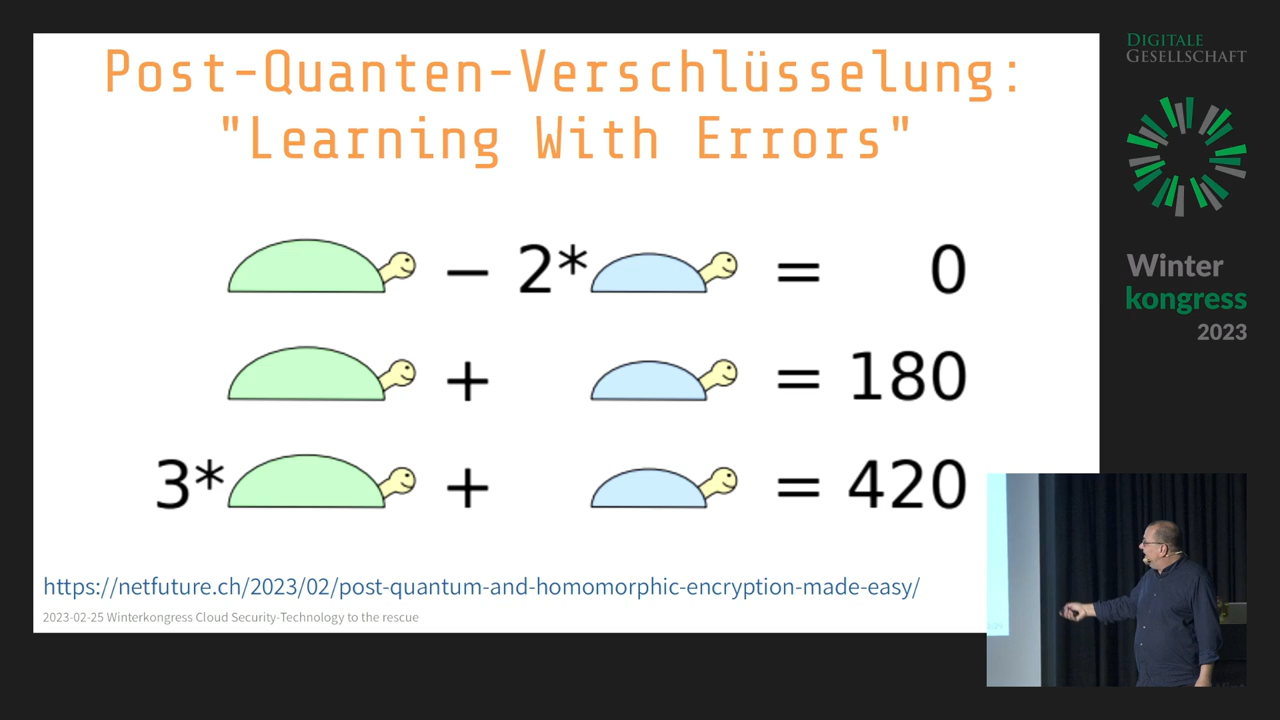 Post-Quanten-Verschlüsselung:
"Learning With Errors"
− 2* = 0
+ = 180
3* + = 420
https://netfuture.ch/2023/02/post-quantum-and-homomorphic-encryption-made-easy/
2023-02-25 Winterkongress Cloud Security-Technology to the rescue
DIGITALE
GESELLSCHAFT
Winter
kongress
2023